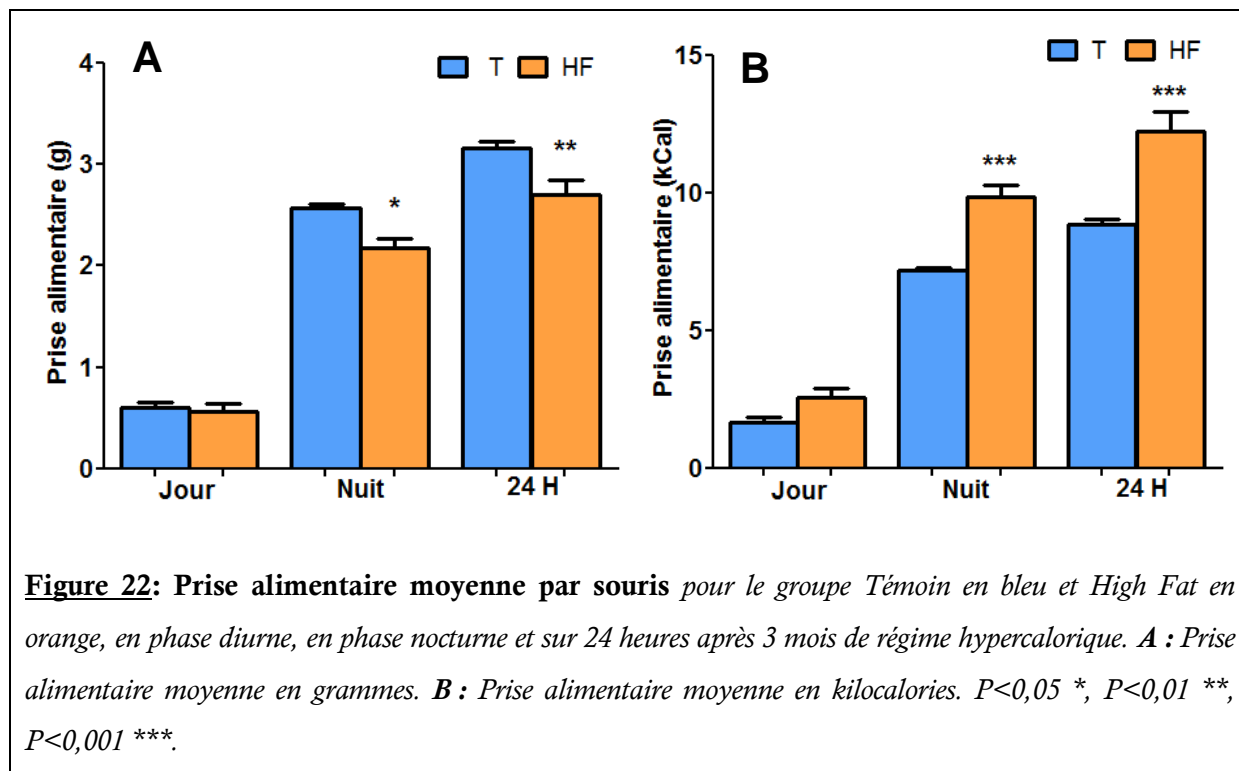 A
T HF
Prise alimentaire (g)
4
3
2
1
0
*
**
Jour Nuit 24 H
B
T HF
Prise alimentaire (kCal)
15
10
5
0
***
***
Jour Nuit 24 H
Figure 22: Prise alimentaire moyenne par souris pour le groupe Témoin en bleu et High Fat en
orange, en phase diurne, en phase nocturne et sur 24 heures après 3 mois de régime hypercalorique. A : Prise
alimentaire moyenne en grammes. B : Prise alimentaire moyenne en kilocalories. P<0,05 *, P<0,01 **,
P<0,001 ***.